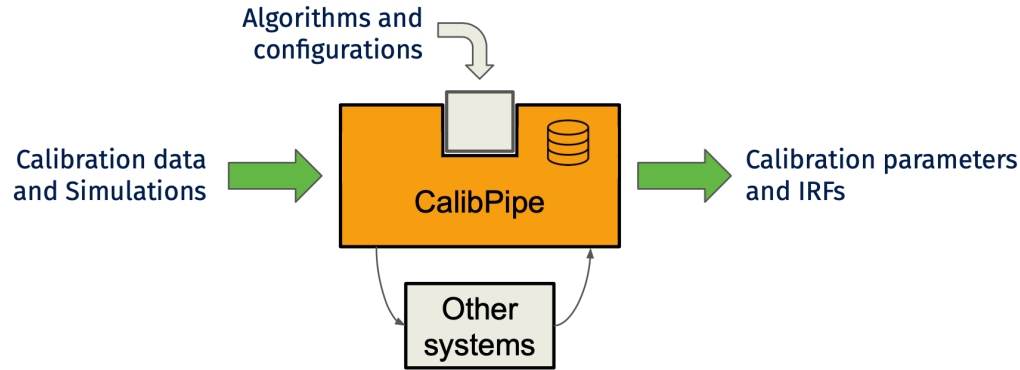 Algorithms and
configurations
Calibration data
and Simulations
CalibPipe
Calibration parameters
and IRFs
Other
systems